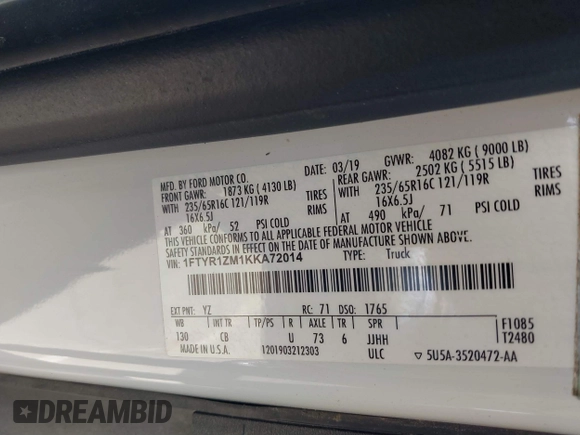 MFD. BY FORD MOTOR CO. DATE: 03/19 GVWR: 4082 KG ( 9000 LB)
FRONT GAWR: 1873 KG ( 4130 LB) REAR GAWR: 2502 KG ( 5515 LB)
WITH 235/65R16C 121/119R TIRES WITH 235/65R16C 121/119R TIRES
16X6.5J RIMS 16X6.5J RIMS
AT 360 kPa/ 52 PSI COLD AT 490 kPa/ 71 PSI COLD
THIS VEHICLE CONFORMS TO ALL APPLICABLE FEDERAL MOTOR VEHICLE
SAFETY STANDARDS IN EFFECT ON THE DATE OF MANUFACTURE SHOWN ABOVE.
VIN: 1FTYR1ZM1KKA72014 TYPE: Truck
EXT PNT: YZ RC: 71 DSO: 1765
WB INT TR TP/PS R AXLE TR SPR F1085
130 CB U 73 6 JJHH T2480
MADE IN U.S.A. 1201903212303 ULC ▽ 5U5A-3520472-AA
DREAMBID